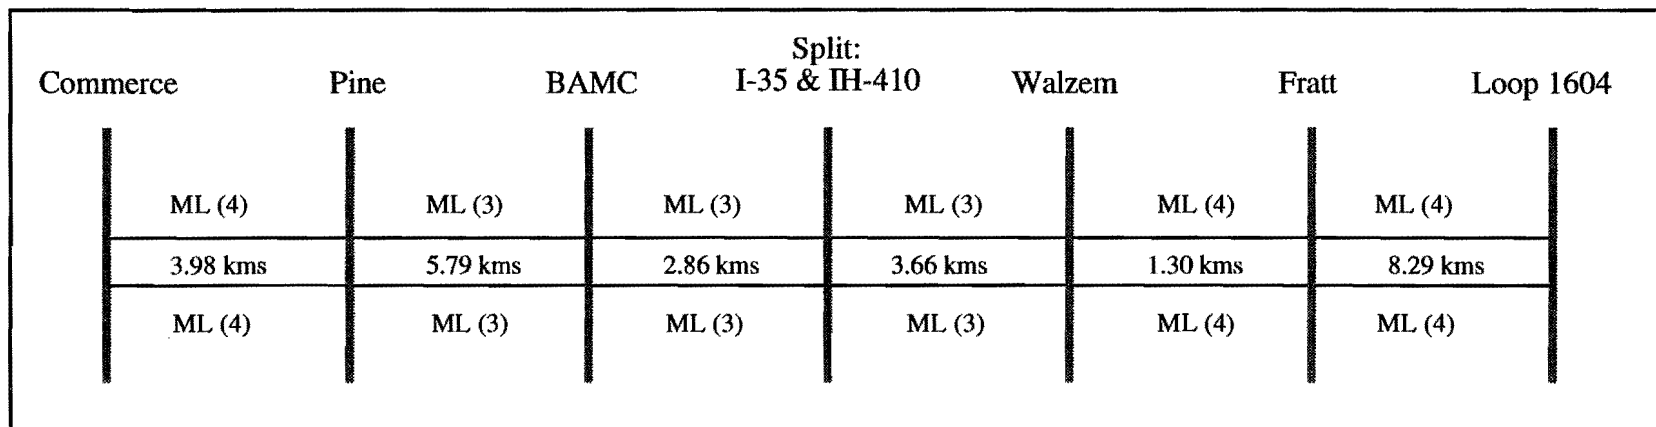 Split:
Commerce Pine BAMC I-35 & IH-410 Walzem Fratt Loop 1604
ML (4) ML (3) ML (3) ML (3) ML (4) ML (4)
3.98 kms 5.79 kms 2.86 kms 3.66 kms 1.30 kms 8.29 kms
ML (4) ML (3) ML (3) ML (3) ML (4) ML (4)